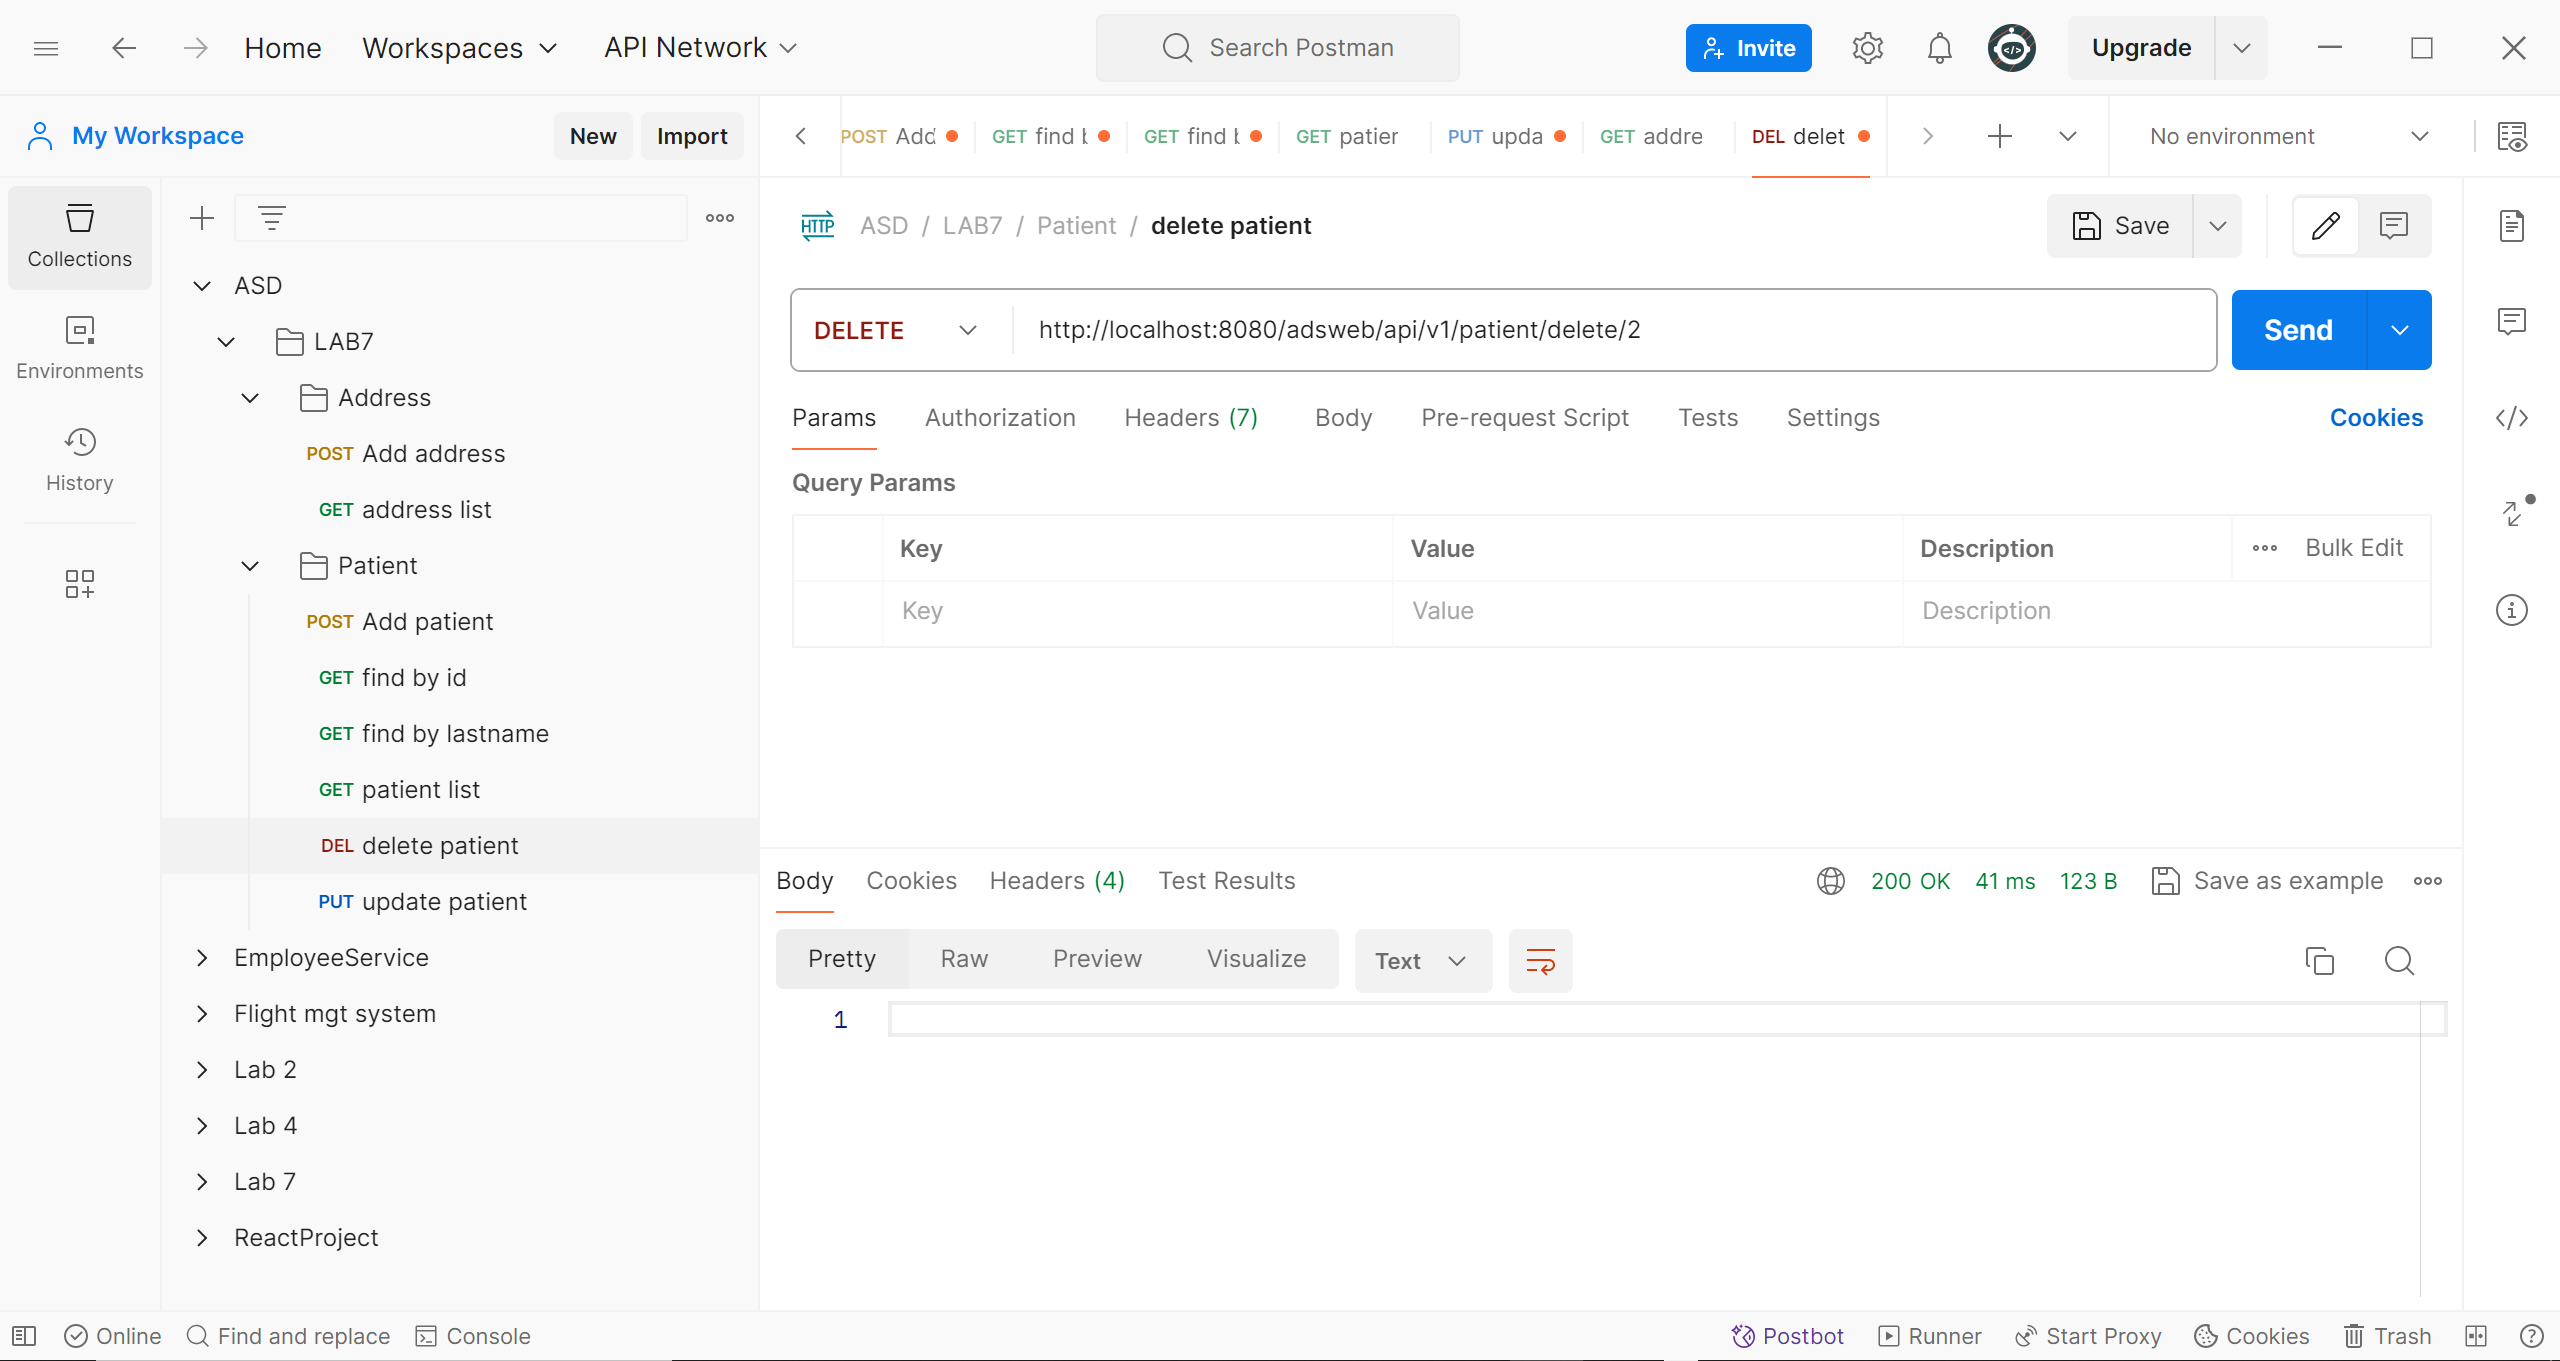 Home Workspaces API Network Search Postman Invite Upgrade
My Workspace New Import POST Add GET find b GET find b GET patier PUT upda GET addre DEL delet No environment
Collections
Environments
History
ASD
LAB7
Address
POST Add address
GET address list
Patient
POST Add patient
GET find by id
GET find by lastname
GET patient list
DEL delete patient
PUT update patient
EmployeeService
Flight mgt system
Lab 2
Lab 4
Lab 7
ReactProject
HTTP ASD / LAB7 / Patient / delete patient Save
DELETE http://localhost:8080/adsweb/api/v1/patient/delete/2 Send
Params Authorization Headers (7) Body Pre-request Script Tests Settings Cookies
Query Params
Key Value Description Bulk Edit
Key Value Description
Body Cookies Headers (4) Test Results 200 OK 41 ms 123 B Save as example
Pretty Raw Preview Visualize Text
1
Online Find and replace Console Postbot Runner Start Proxy Cookies Trash